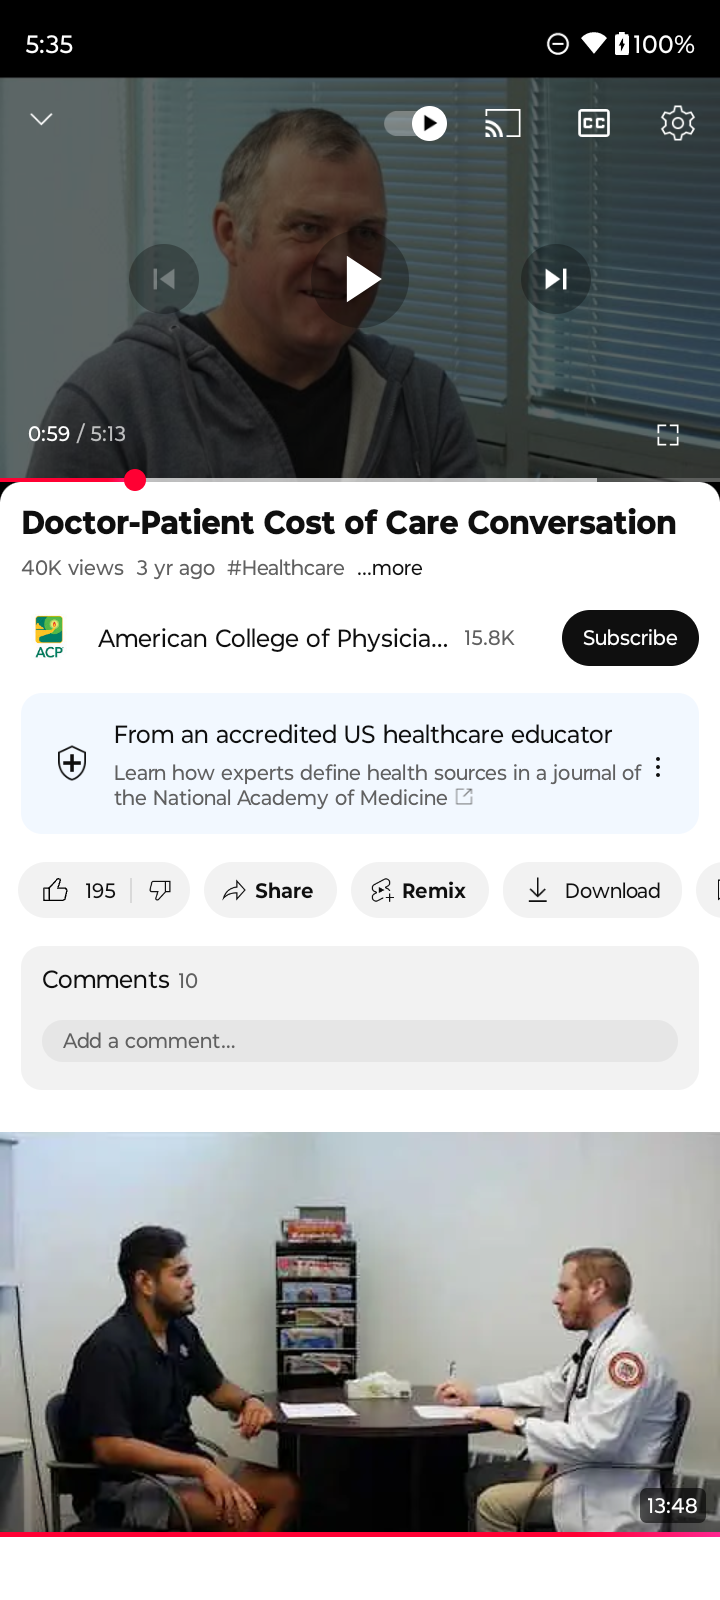 5:35
100%
CC
0:59 / 5:13
Doctor-Patient Cost of Care Conversation
40K views 3 yr ago #Healthcare ...more
ACP
American College of Physicia... 15.8K
Subscribe
From an accredited US healthcare educator
Learn how experts define health sources in a journal of
the National Academy of Medicine
195
Share
Remix
Download
Comments 10
Add a comment...
13:48